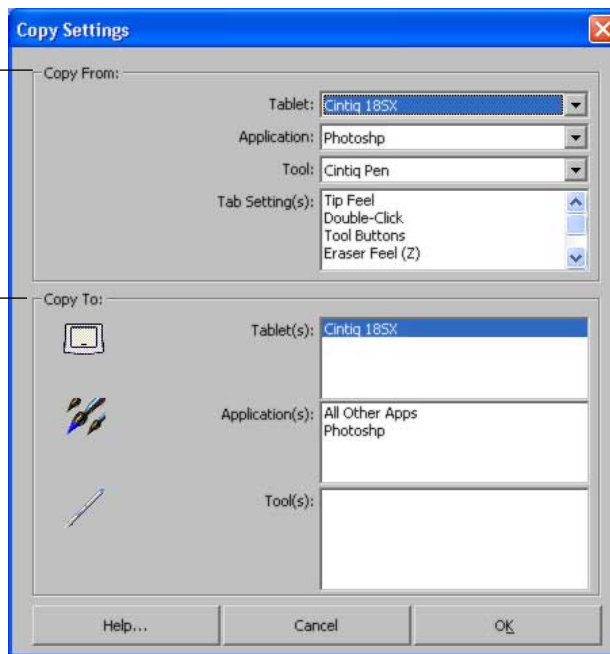 Copy Settings
Copy From:
Tablet: Cintiq 18SX
Application: Photoshp
Tool: Cintiq Pen
Tab Setting(s): Tip Feel
Double-Click
Tool Buttons
Eraser Feel (Z)
Copy To:
Tablet(s): Cintiq 18SX
Application(s): All Other Apps
Photoshp
Tool(s):
Help... Cancel OK